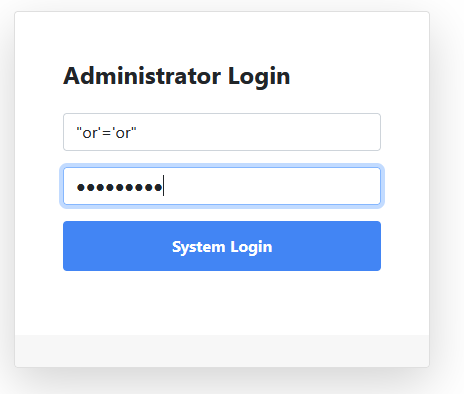 Administrator Login
"or'='or"
•••••••••
System Login